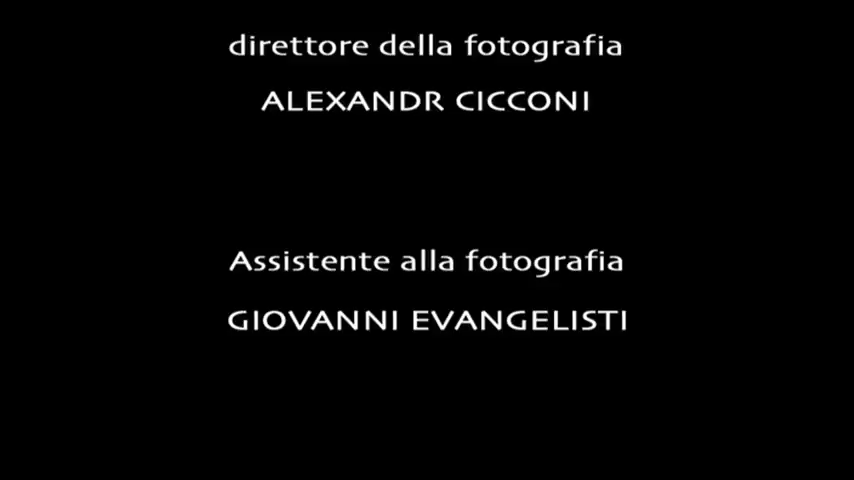 direttore della fotografia
ALEXANDR CICCONI
Assistente alla fotografia
GIOVANNI EVANGELISTI